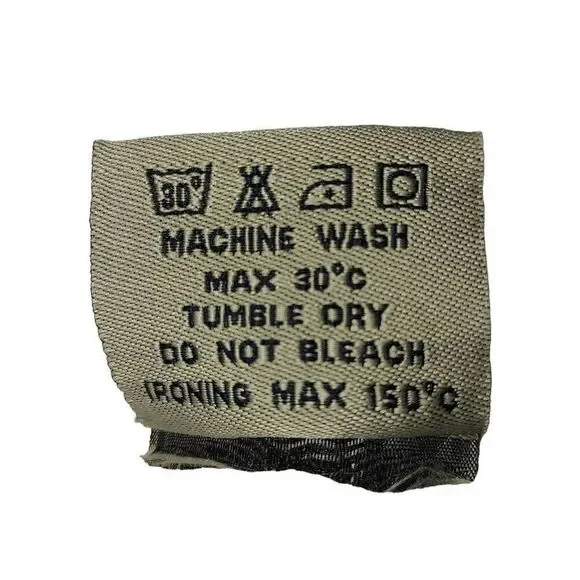 30°
MACHINE WASH
MAX 30°C
TUMBLE DRY
DO NOT BLEACH
IRONING MAX 150°C